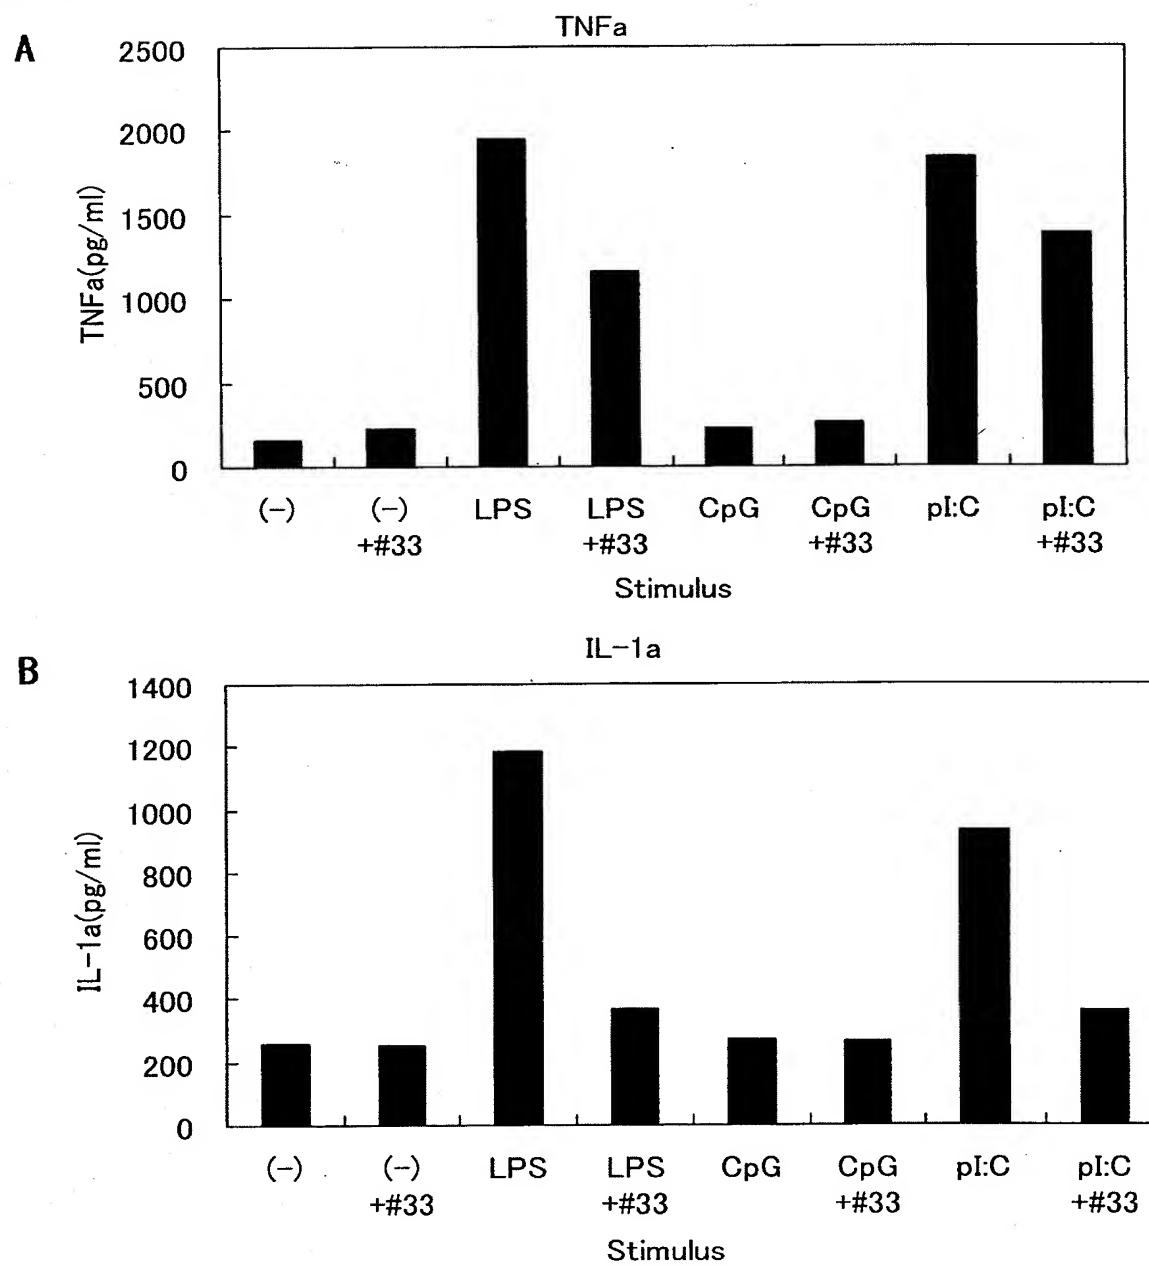 A
TNFa
2500
2000
1500
1000
500
0
TNFa(pg/ml)
(-) (-) LPS LPS CpG CpG pI:C pI:C
+#33 +#33 +#33 +#33
Stimulus
B
IL-1a
1400
1200
1000
800
600
400
200
0
IL-1a(pg/ml)
(-) (-) LPS LPS CpG CpG pI:C pI:C
+#33 +#33 +#33 +#33
Stimulus